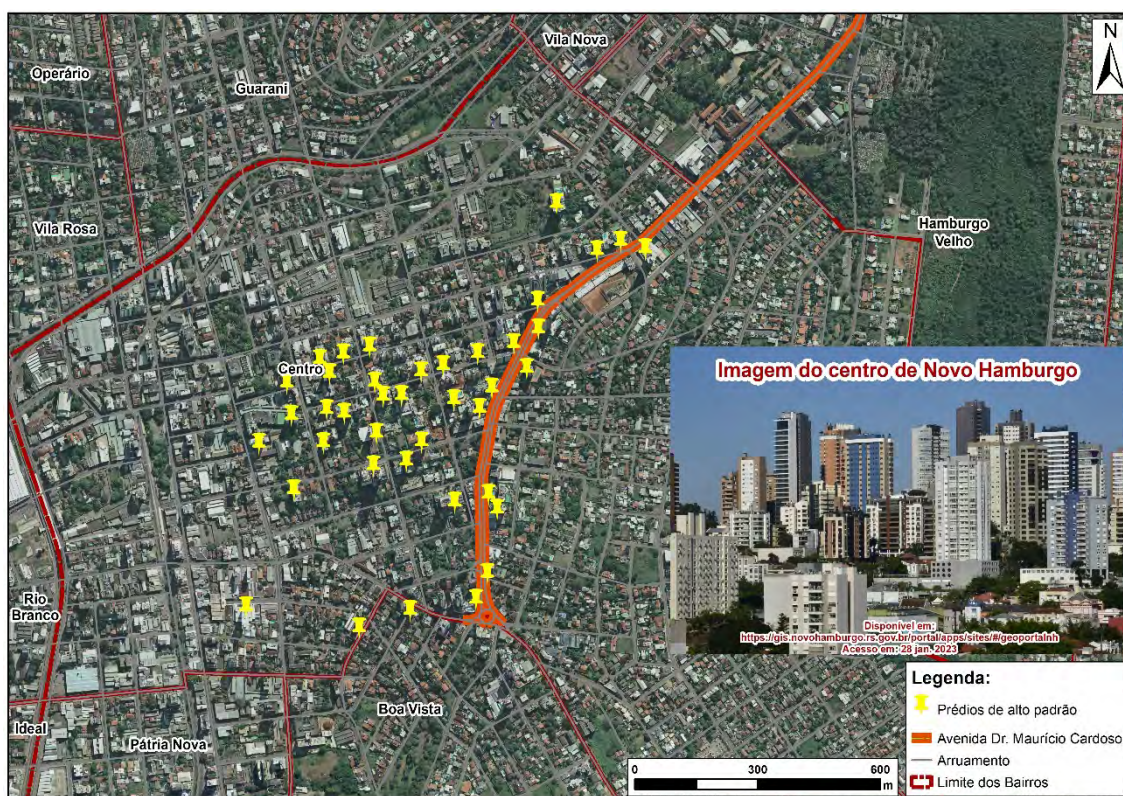 Vila Nova
N
Operário
Guarani
Vila Rosa
Hamburgo
Velho
Centro
Imagem do centro de Novo Hamburgo
Disponível em:
https://gis.novohamburgo.rs.gov.br/portal/apps/sites/#/geoportalnh
Acesso em: 28 jan. 2023
Rio
Branco
Ideal
Pátria Nova
Boa Vista
Legenda:
Prédios de alto padrão
Avenida Dr. Maurício Cardoso
Arruamento
Limite dos Bairros
0 300 600
m